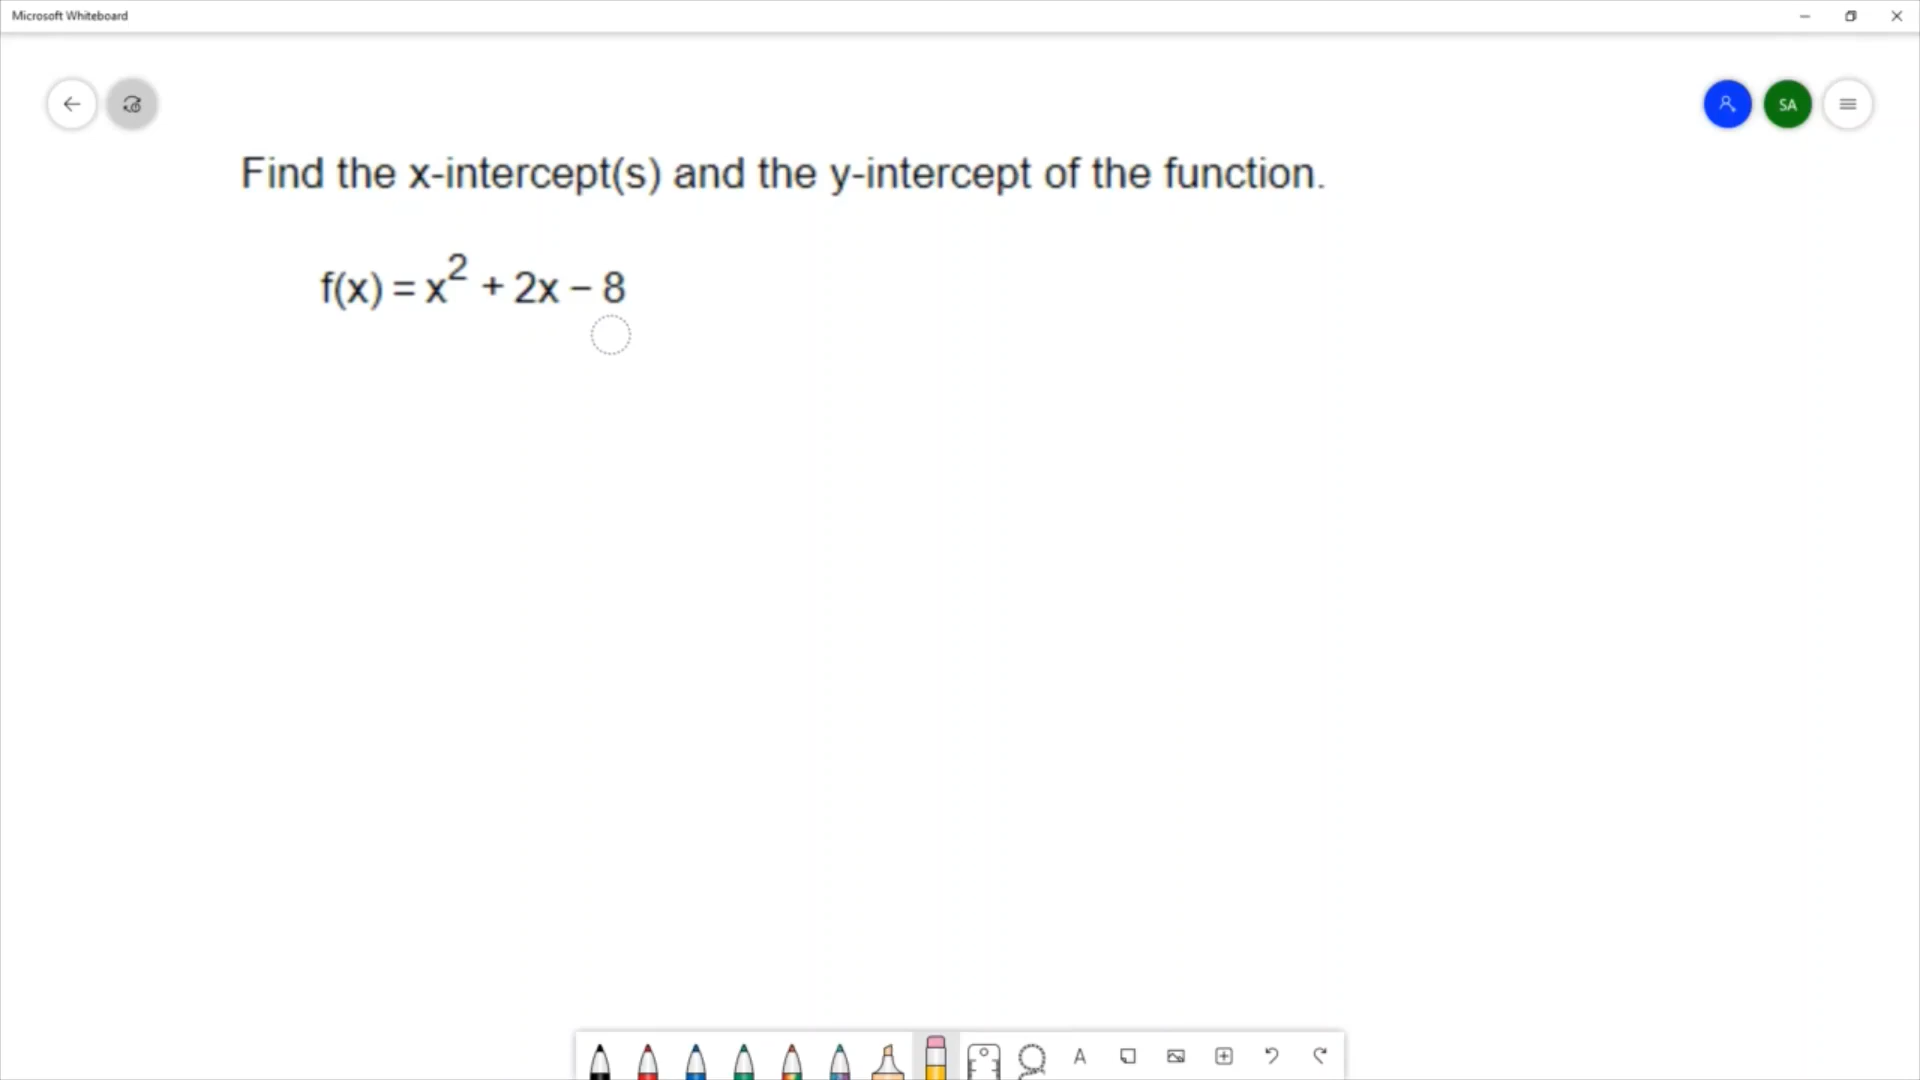 Microsoft Whiteboard
SA
Find the x-intercept(s) and the y-intercept of the function.
f(x) = x² + 2x − 8
A